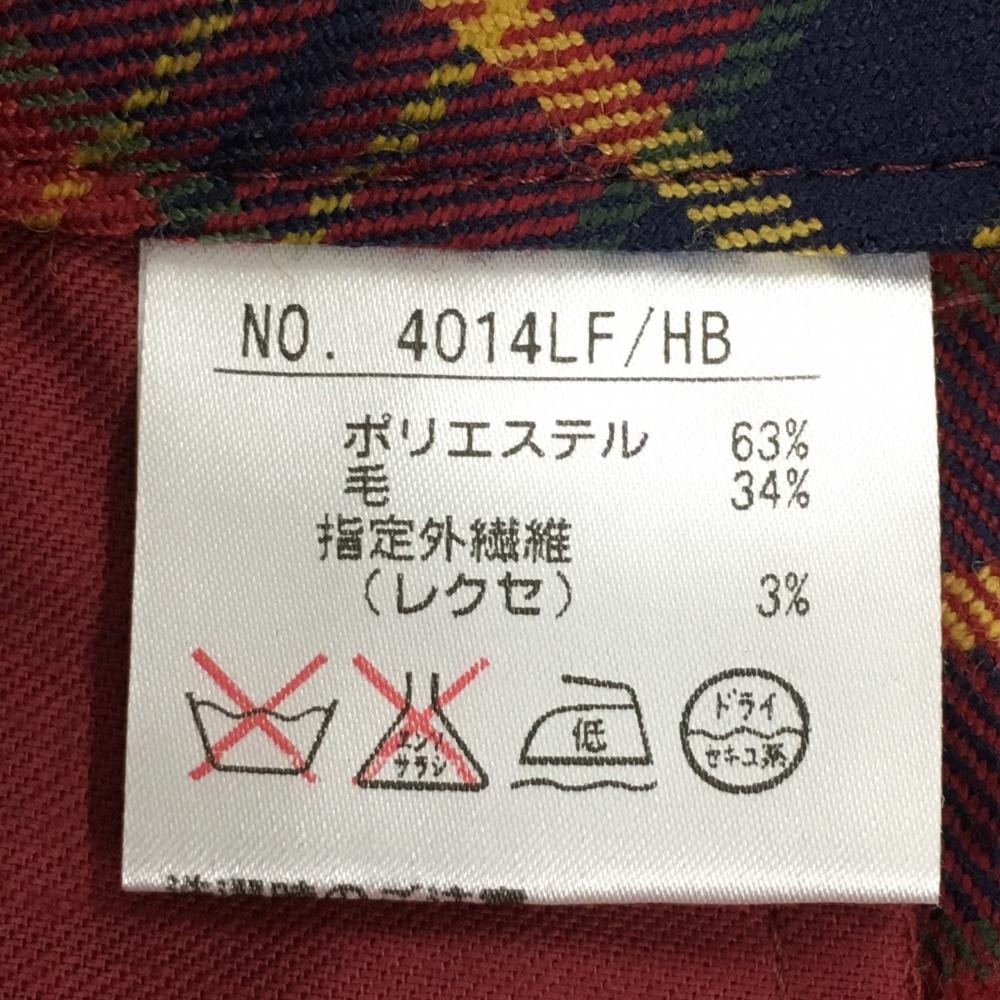 NO. 4014LF/HB
ポリエステル 63%
毛 34%
指定外繊維
(レクセ) 3%
エンソ
サラシ
低
ドライ
セキユ系